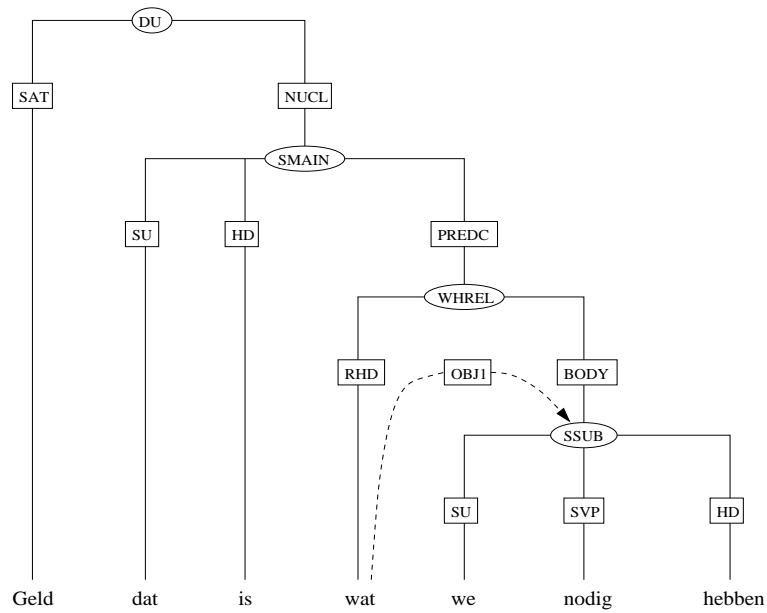 DU
SAT NUCL
SMAIN
SU HD PREDC
WHREL
RHD OBJ1 BODY
SSUB
SU SVP HD
Geld dat is wat we nodig hebben